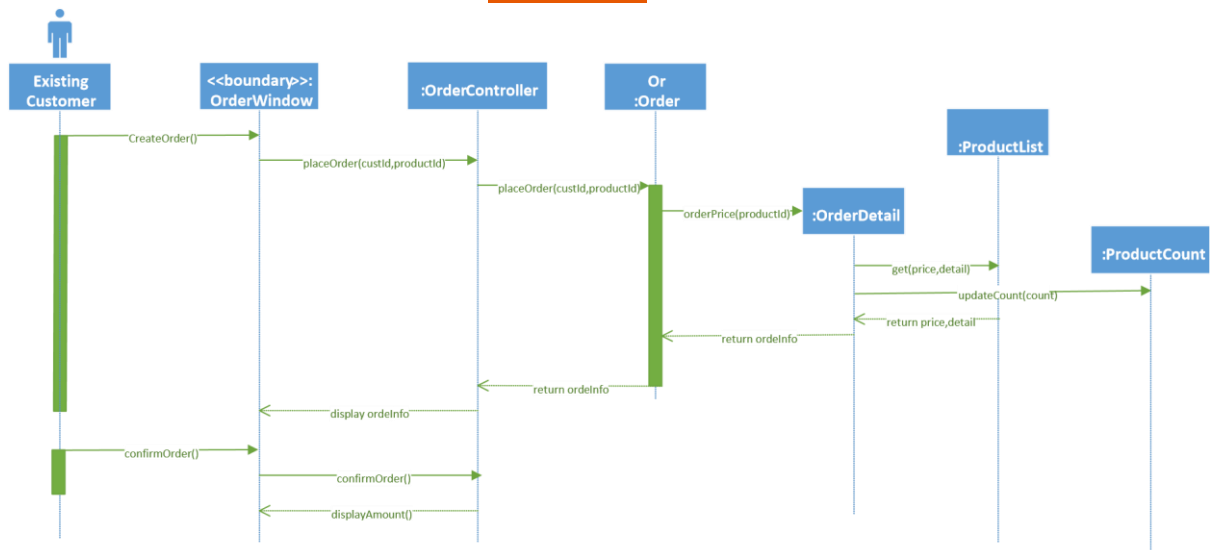 Existing
Customer
<<boundary>>:
OrderWindow
:OrderController
Or
:Order
:ProductList
:OrderDetail
:ProductCount
CreateOrder()
placeOrder(custId,productId)
placeOrder(custId,productId)
orderPrice(productId)
get(price,detail)
updateCount(count)
return price,detail
return ordeInfo
return ordeInfo
display ordeInfo
confirmOrder()
confirmOrder()
displayAmount()